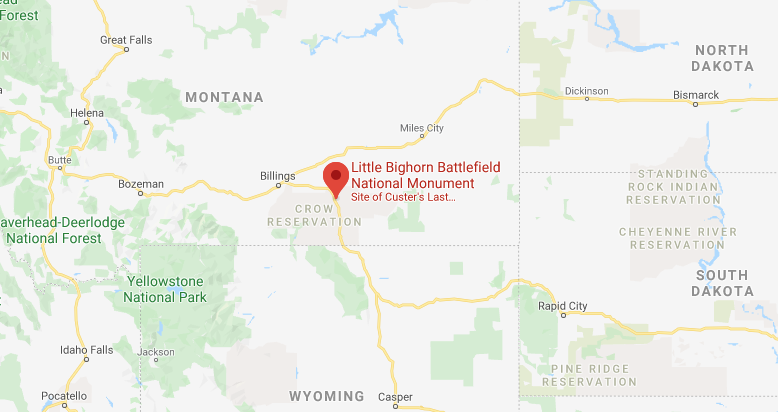 Forest
Great Falls
NORTH
DAKOTA
Dickinson
Bismarck
MONTANA
Helena
Miles City
Butte
Little Bighorn Battlefield
National Monument
Site of Custer's Last...
Billings
Bozeman
STANDING
ROCK INDIAN
RESERVATION
CROW
RESERVATION
averhead-Deerlodge
National Forest
CHEYENNE RIVER
RESERVATION
Yellowstone
National Park
SOUTH
DAKOTA
Rapid City
Idaho Falls
Jackson
PINE RIDGE
RESERVATION
Pocatello
WYOMING
Casper